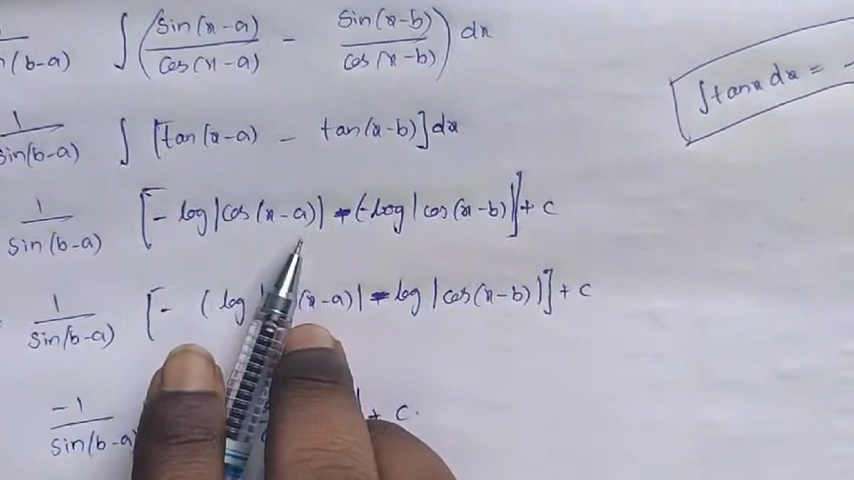 n(b-a) ∫ (sin(x-a)/cos(x-a) - sin(x-b)/cos(x-b)) dx
∫tanx dx = -
1/sin(b-a) ∫ [tan(x-a) - tan(x-b)] dx
1/sin(b-a) [- log|cos(x-a)| - (-log|cos(x-b)|] + c
1/sin(b-a) [- (log| (x-a)| - log|cos(x-b)|] + c
-1/sin(b-a) + c.